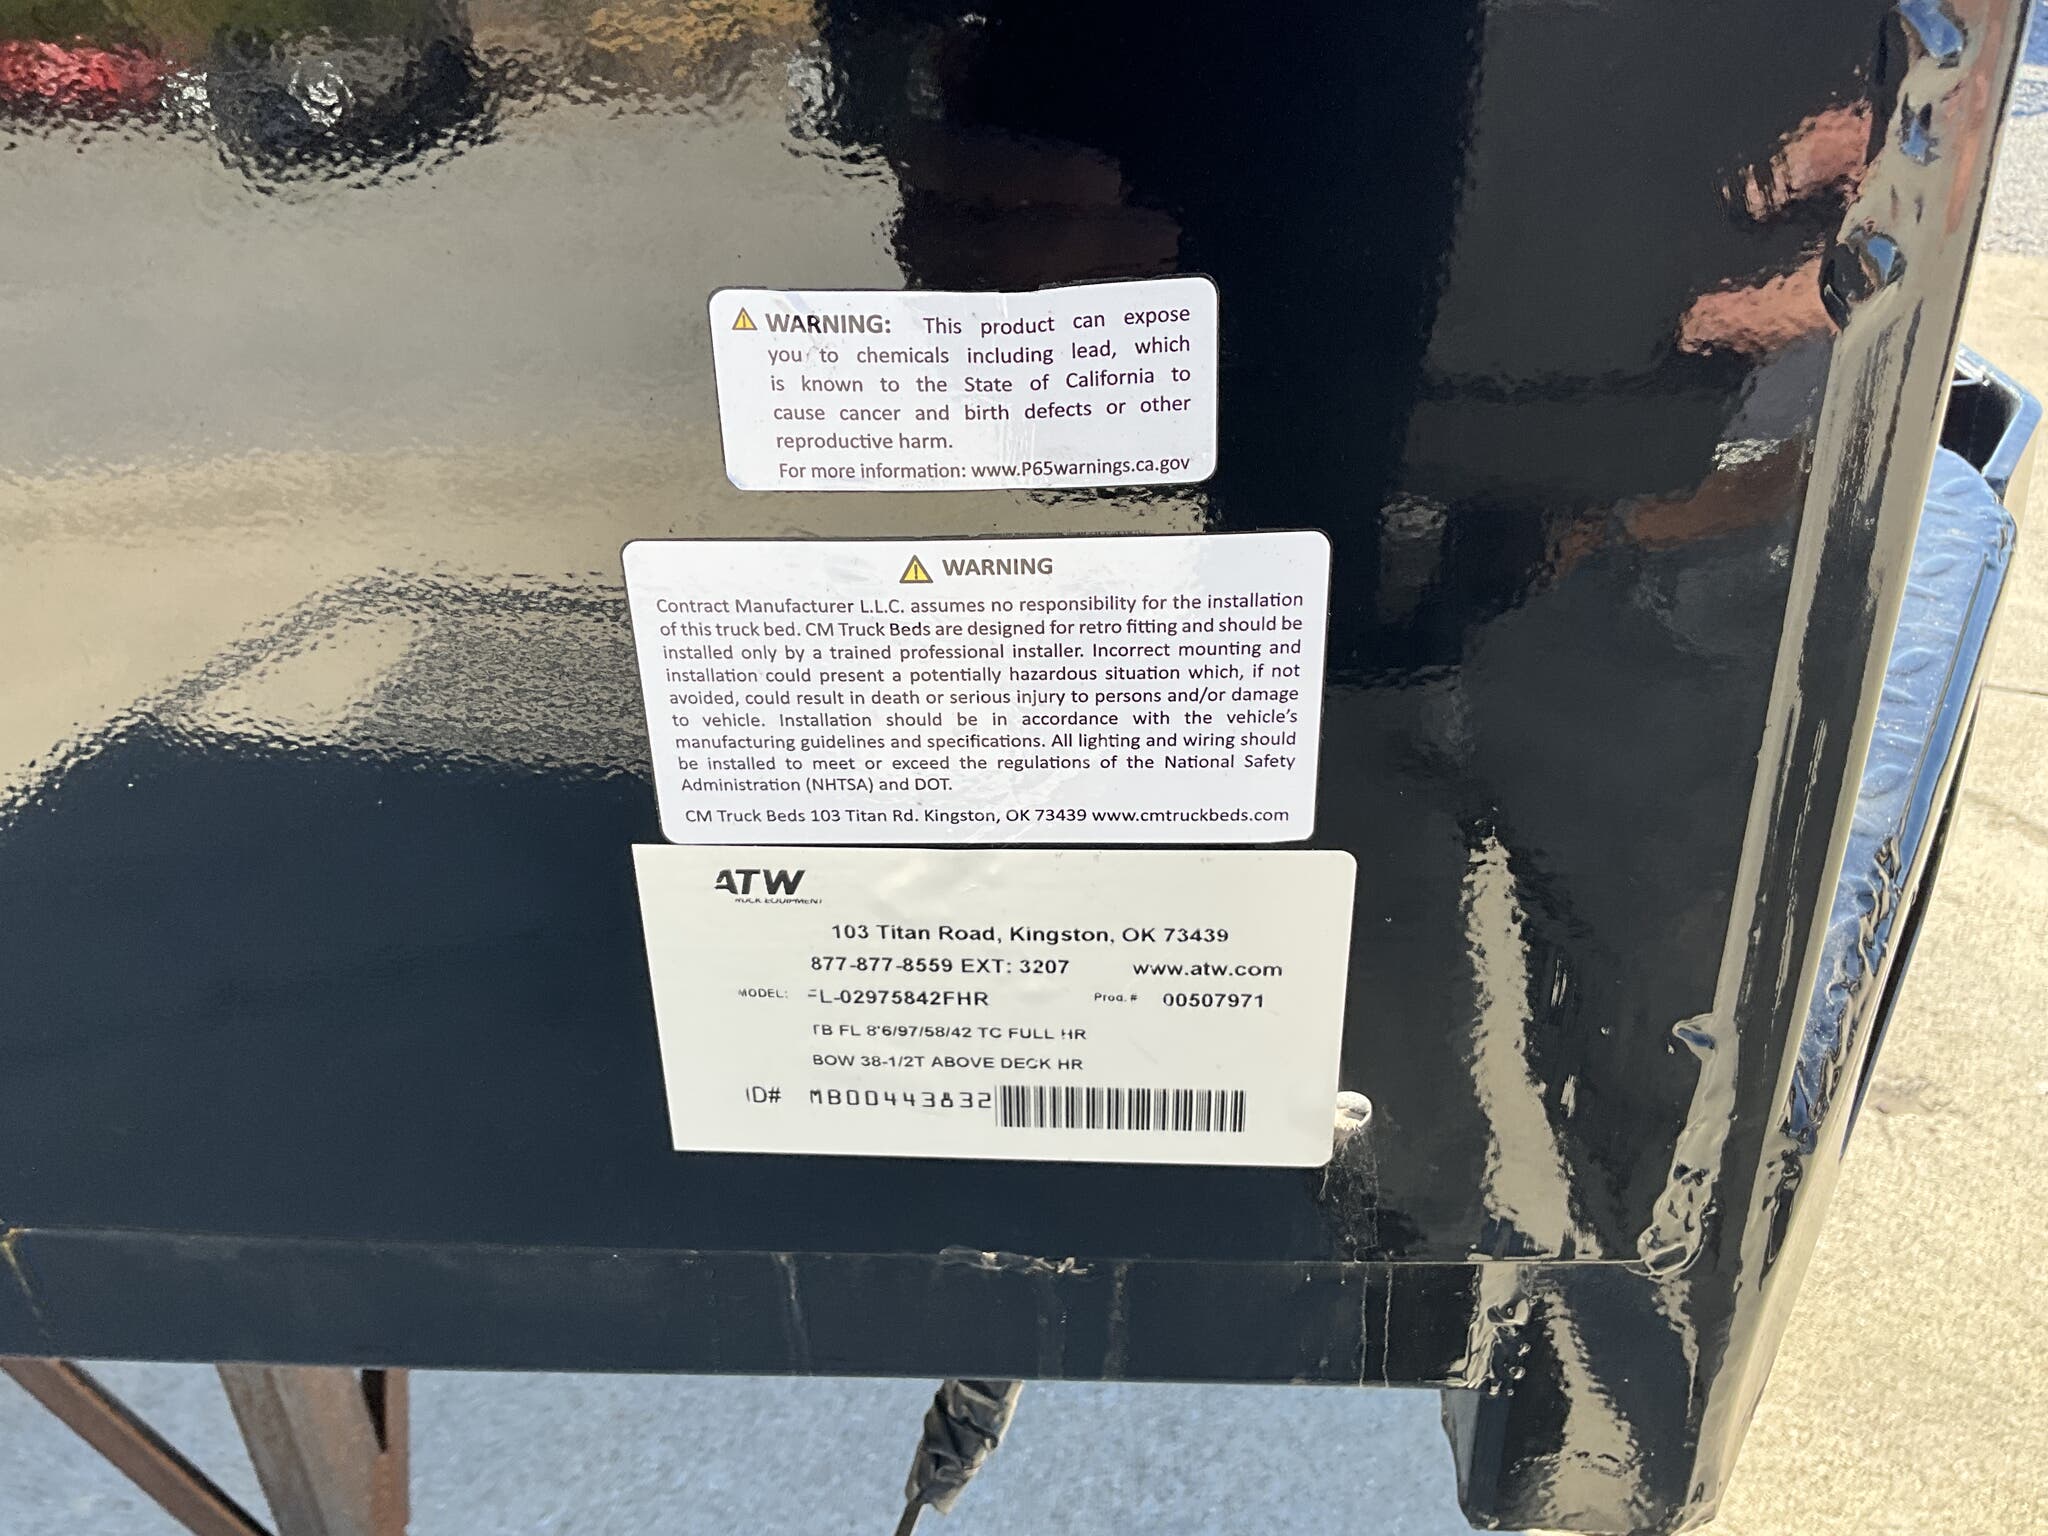 WARNING: This product can expose
you to chemicals including lead, which
is known to the State of California to
cause cancer and birth defects or other
reproductive harm.
For more information: www.P65warnings.ca.gov
WARNING
Contract Manufacturer L.L.C. assumes no responsibility for the installation
of this truck bed. CM Truck Beds are designed for retro fitting and should be
installed only by a trained professional installer. Incorrect mounting and
installation could present a potentially hazardous situation which, if not
avoided, could result in death or serious injury to persons and/or damage
to vehicle. Installation should be in accordance with the vehicle's
manufacturing guidelines and specifications. All lighting and wiring should
be installed to meet or exceed the regulations of the National Safety
Administration (NHTSA) and DOT.
CM Truck Beds 103 Titan Rd. Kingston, OK 73439 www.cmtruckbeds.com
ATW
TRUCK EQUIPMENT
103 Titan Road, Kingston, OK 73439
877-877-8559 EXT: 3207 www.atw.com
MODEL: FL-02975842FHR Prod. # 00507971
TB FL 8'6/97/58/42 TC FULL HR
BOW 38-1/2T ABOVE DECK HR
ID# MB00443832